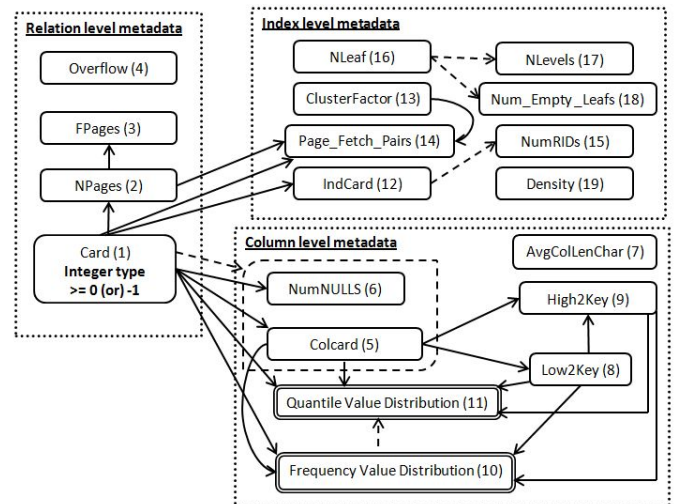 Relation level metadata
Overflow (4)
FPages (3)
NPages (2)
Card (1)
Integer type
>= 0 (or) -1
Index level metadata
NLeaf (16)
NLevels (17)
ClusterFactor (13)
Num_Empty_Leafs (18)
Page_Fetch_Pairs (14)
NumRIDs (15)
IndCard (12)
Density (19)
Column level metadata
AvgColLenChar (7)
NumNULLS (6)
High2Key (9)
Colcard (5)
Low2Key (8)
Quantile Value Distribution (11)
Frequency Value Distribution (10)